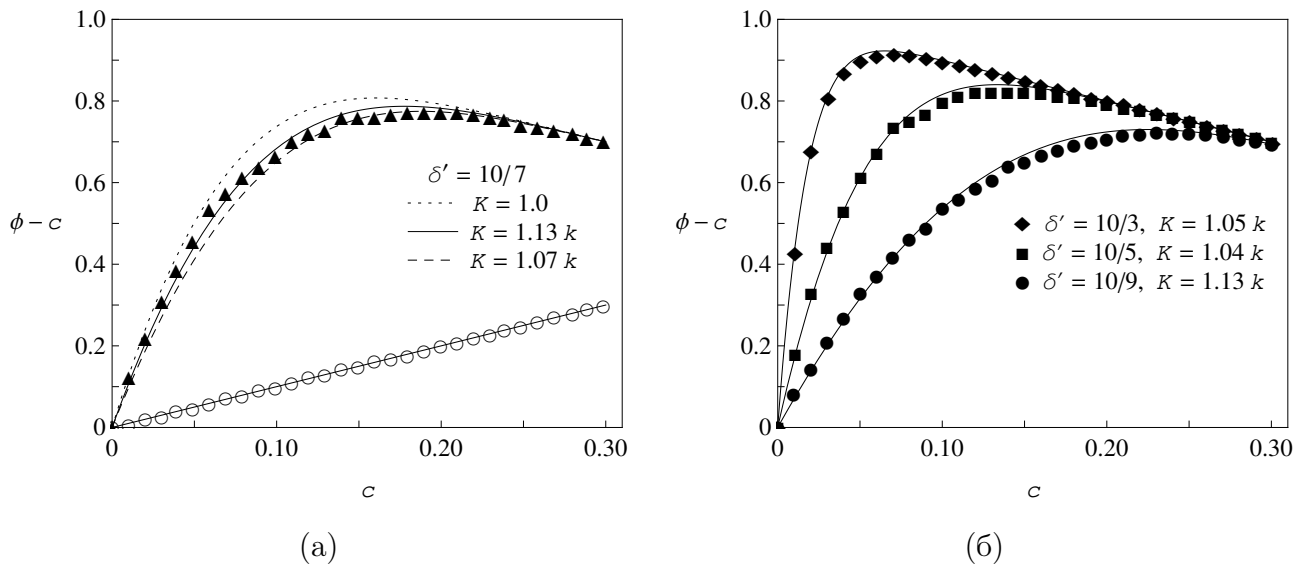 1.0
0.8
0.6
0.4
0.2
0
ϕ – c
δ′ = 10/7
K = 1.0
K = 1.13 k
K = 1.07 k
0 0.10 0.20 0.30
c
(а)
1.0
0.8
0.6
0.4
0.2
0
ϕ – c
δ′ = 10/3, K = 1.05 k
δ′ = 10/5, K = 1.04 k
δ′ = 10/9, K = 1.13 k
0 0.10 0.20 0.30
c
(б)